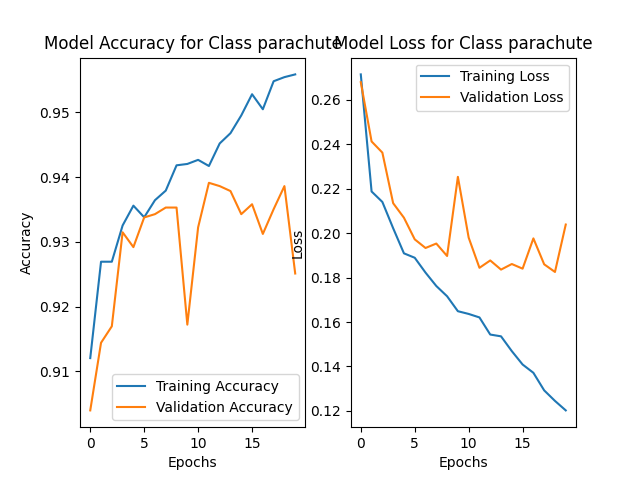 Model Accuracy for Class parachute
Accuracy
0.95
0.94
0.93
0.92
0.91
Training Accuracy
Validation Accuracy
0
5
10
15
Epochs
Model Loss for Class parachute
Loss
0.26
0.24
0.22
0.20
0.18
0.16
0.14
0.12
Training Loss
Validation Loss
0
5
10
15
Epochs